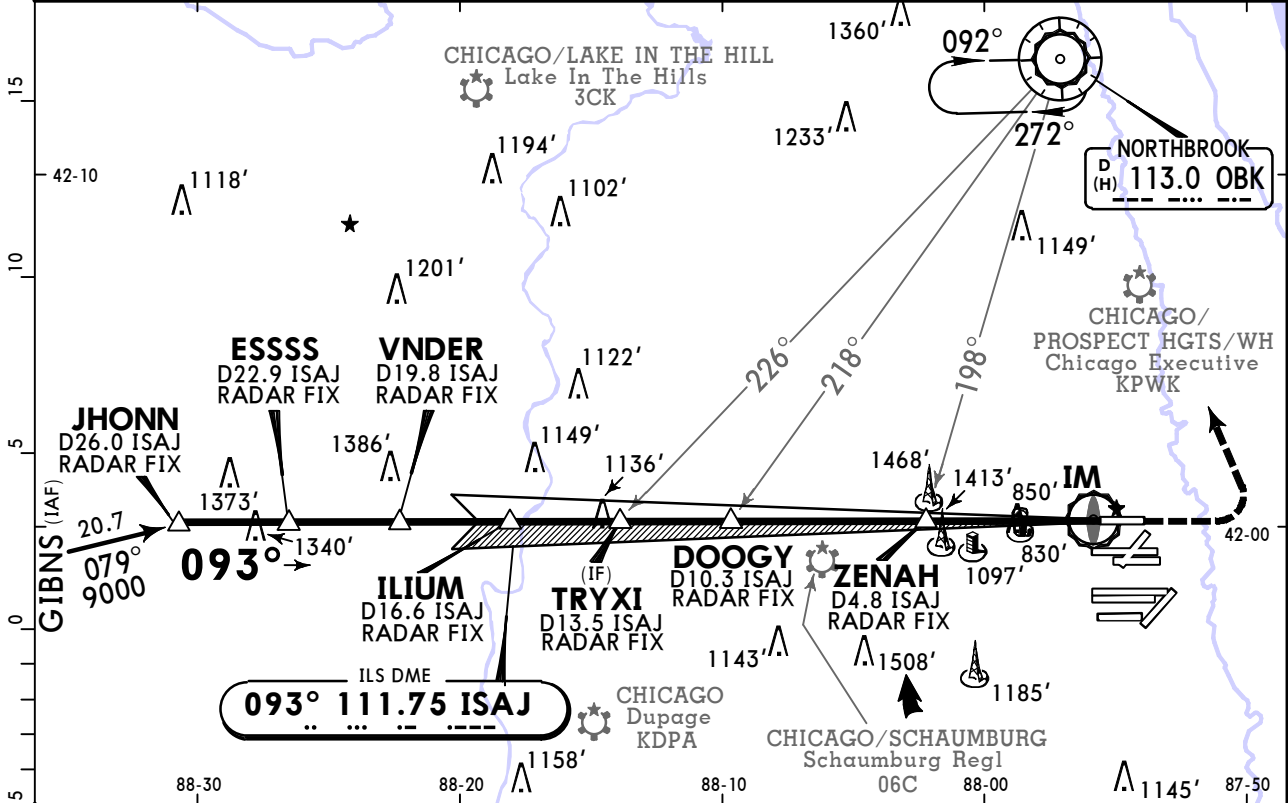 1360'
092°
CHICAGO/LAKE IN THE HILL
Lake In The Hills
3CK
15
1233'
272°
NORTHBROOK
D
(H) 113.0 OBK
1194'
42-10
1118'
1102'
1149'
10
1201'
CHICAGO/
PROSPECT HGTS/WH
Chicago Executive
KPWK
226°
218°
198°
ESSSS
D22.9 ISAJ
RADAR FIX
VNDER
D19.8 ISAJ
RADAR FIX
1122'
JHONN
D26.0 ISAJ
RADAR FIX
5
1386'
1149'
1136'
1468'
1413'
IM
850'
1373'
GIBNS (IAF)
20.7
079°
9000
1340'
093°
830'
42-00
1097'
ILIUM
D16.6 ISAJ
RADAR FIX
(IF)
TRYXI
D13.5 ISAJ
RADAR FIX
DOOGY
D10.3 ISAJ
RADAR FIX
ZENAH
D4.8 ISAJ
RADAR FIX
0
1143'
1508'
1185'
ILS DME
093° 111.75 ISAJ
CHICAGO
Dupage
KDPA
CHICAGO/SCHAUMBURG
Schaumburg Regl
06C
1158'
1145'
5
88-30
88-20
88-10
88-00
87-50